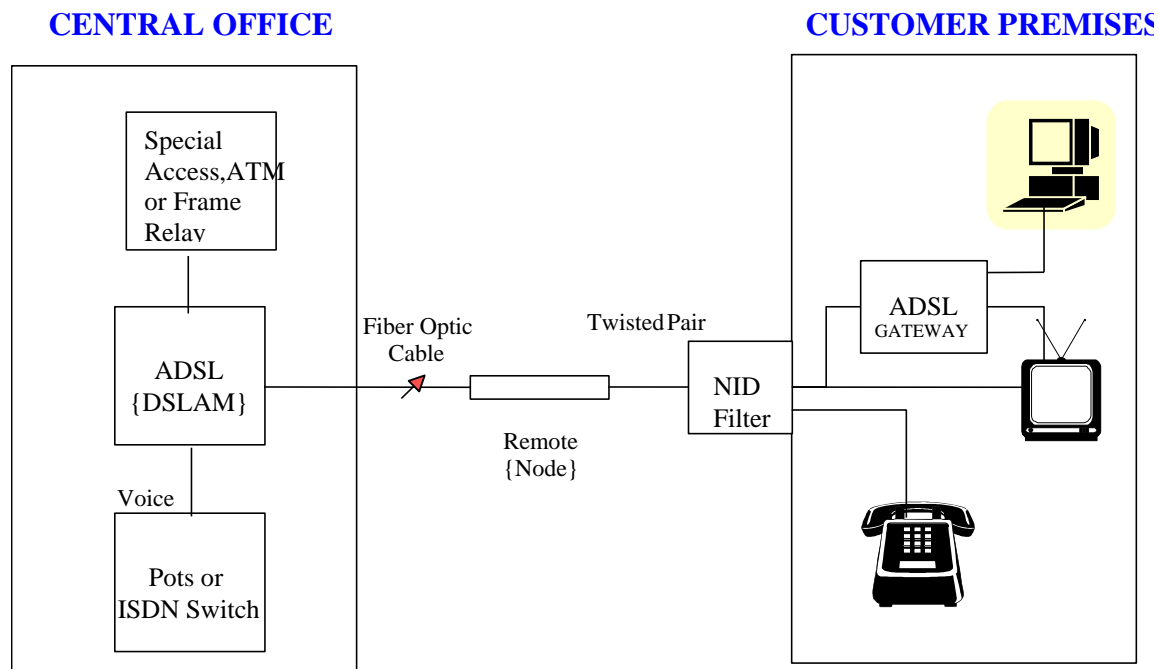 CENTRAL OFFICE
CUSTOMER PREMISES
Special
Access,ATM
or Frame
Relay
ADSL
{DSLAM}
Voice
Pots or
ISDN Switch
Fiber Optic
Cable
Remote
{Node}
Twisted Pair
NID
Filter
ADSL
GATEWAY